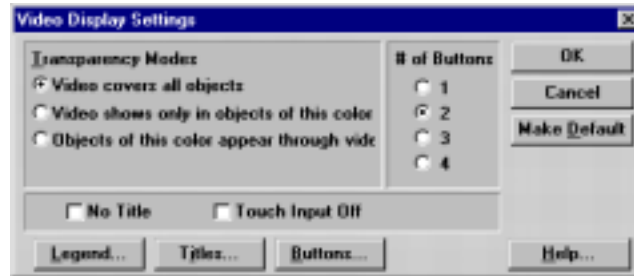 Video Display Settings
Transparency Modes
Video covers all objects
Video shows only in objects of this color
Objects of this color appear through vide
# of Buttons
1
2
3
4
OK
Cancel
Make Default
No Title
Touch Input Off
Legend...
Titles...
Buttons...
Help...